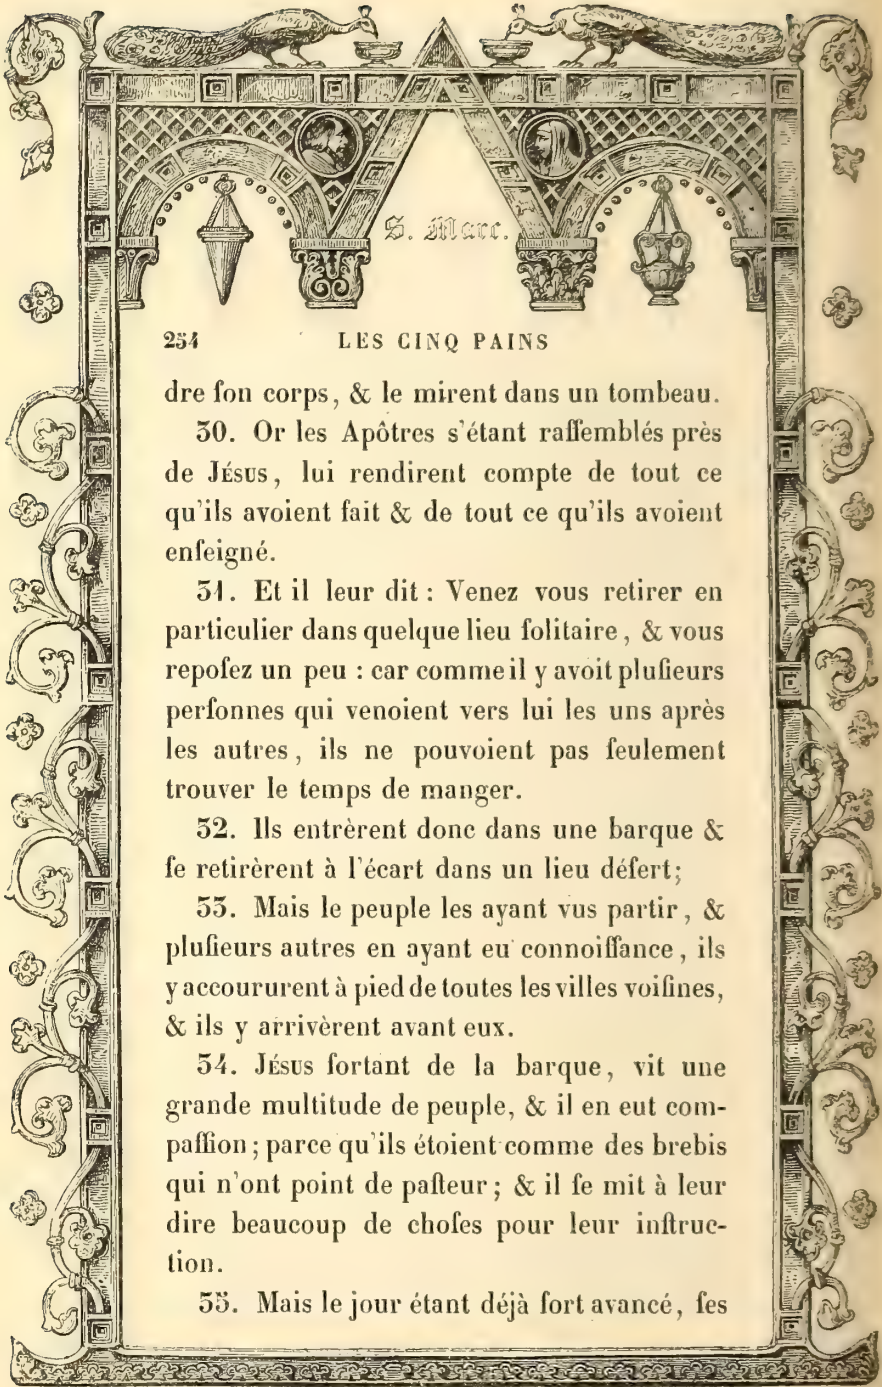 S. Marc.
254 LES CINQ PAINS
dre ſon corps, & le mirent dans un tombeau.
30. Or les Apôtres s'étant raſſemblés près
de JÉSUS, lui rendirent compte de tout ce
qu'ils avoient fait & de tout ce qu'ils avoient
enſeigné.
31. Et il leur dit : Venez vous retirer en
particulier dans quelque lieu ſolitaire, & vous
repoſez un peu : car comme il y avoit pluſieurs
perſonnes qui venoient vers lui les uns après
les autres, ils ne pouvoient pas ſeulement
trouver le temps de manger.
32. Ils entrèrent donc dans une barque &
ſe retirèrent à l'écart dans un lieu déſert;
33. Mais le peuple les ayant vus partir, &
pluſieurs autres en ayant eu connoiſſance, ils
y accoururent à pied de toutes les villes voiſines,
& ils y arrivèrent avant eux.
34. JÉSUS ſortant de la barque, vit une
grande multitude de peuple, & il en eut com-
paſſion ; parce qu'ils étoient comme des brebis
qui n'ont point de paſteur ; & il ſe mit à leur
dire beaucoup de choſes pour leur inſtruc-
tion.
35. Mais le jour étant déjà fort avancé, ſes